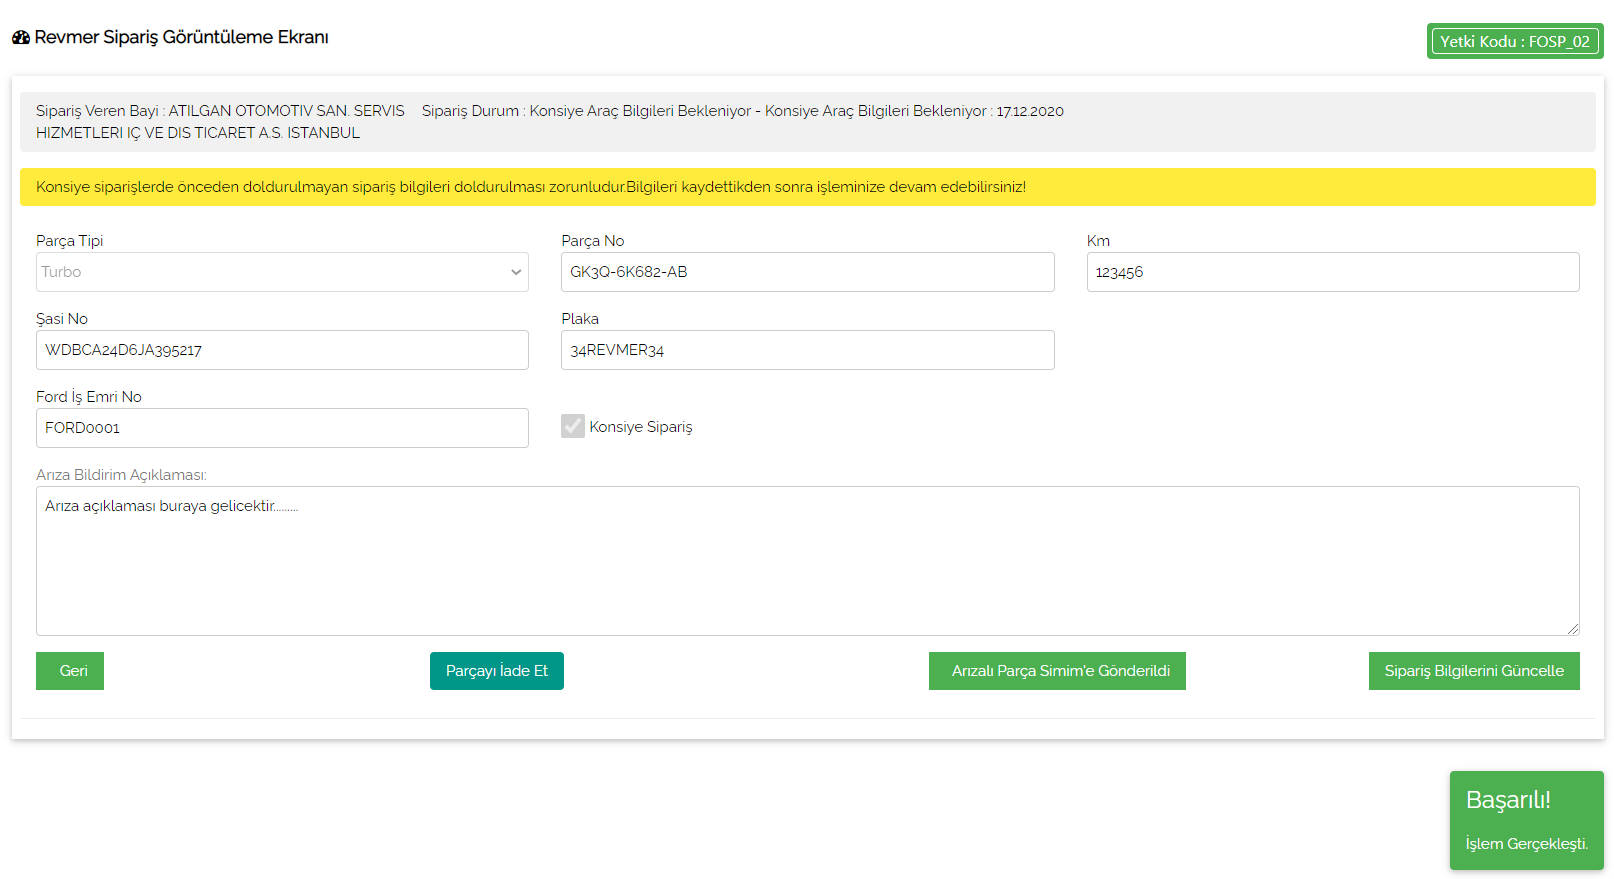 Revmer Sipariş Görüntüleme Ekranı
Yetki Kodu : FOSP_02
Sipariş Veren Bayi : ATILGAN OTOMOTIV SAN. SERVIS
HIZMETLERI IÇ VE DIS TICARET A.S. ISTANBUL
Sipariş Durum : Konsiye Araç Bilgileri Bekleniyor - Konsiye Araç Bilgileri Bekleniyor : 17.12.2020
Konsiye siparişlerde önceden doldurulmayan sipariş bilgileri doldurulması zorunludur.Bilgileri kaydettikden sonra işleminize devam edebilirsiniz!
Parça Tipi
Turbo
Parça No
GK3Q-6K682-AB
Km
123456
Şasi No
WDBCA24D6JA395217
Plaka
34REVMER34
Ford İş Emri No
FORD0001
Konsiye Sipariş
Arıza Bildirim Açıklaması:
Arıza açıklaması buraya gelicektir.........
Geri
Parçayı İade Et
Arızalı Parça Simim'e Gönderildi
Sipariş Bilgilerini Güncelle
Başarılı!
İşlem Gerçekleşti.